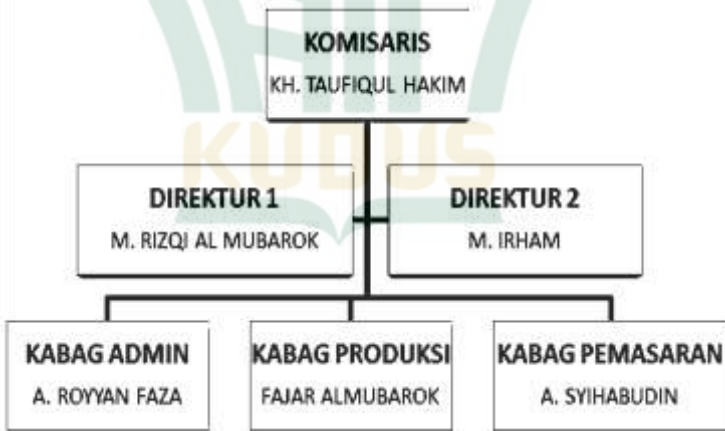 KOMISARIS
KH. TAUFIQUL HAKIM
KUDUS
DIREKTUR 1
M. RIZQI AL MUBAROK
DIREKTUR 2
M. IRHAM
KABAG ADMIN
A. ROYYAN FAZA
KABAG PRODUKSI
FAJAR ALMUBAROK
KABAG PEMASARAN
A. SYIHABUDIN